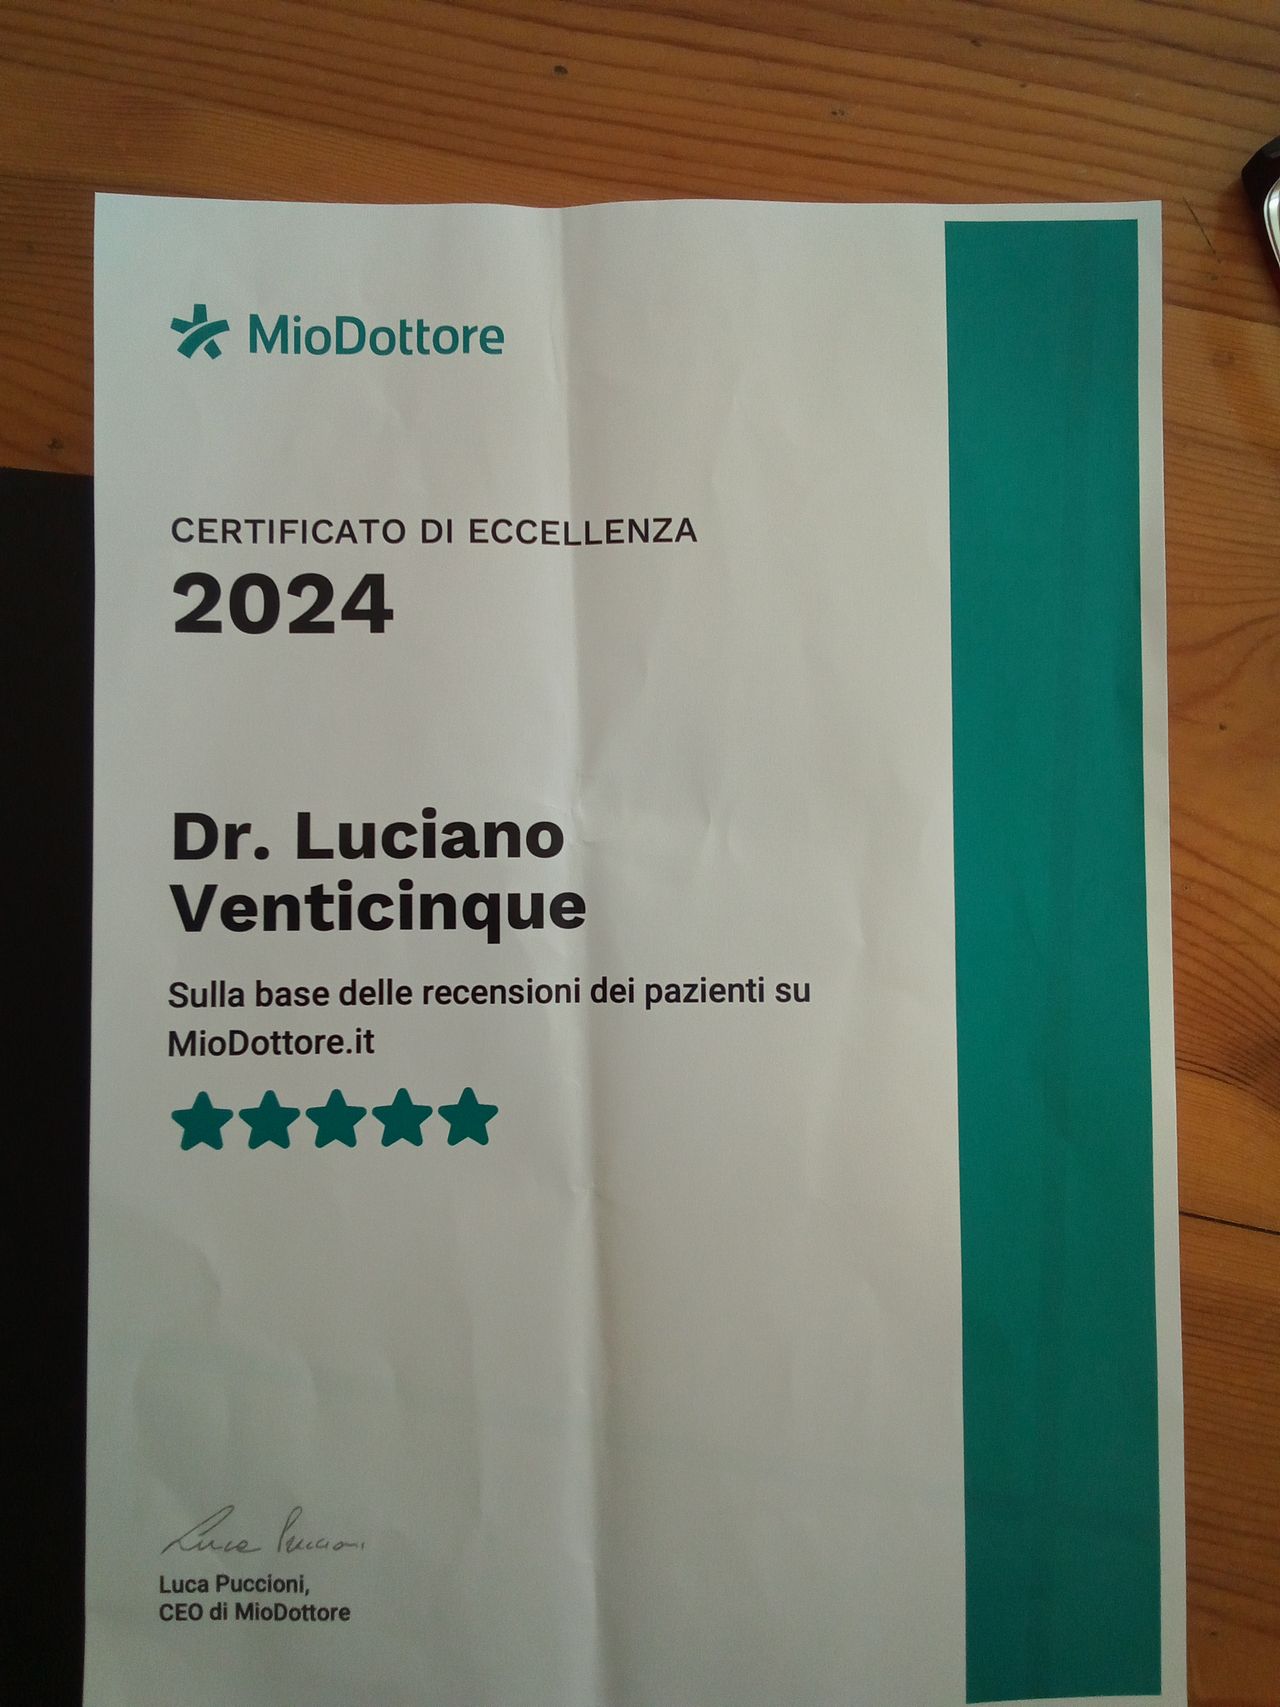 MioDottore
CERTIFICATO DI ECCELLENZA
2024
Dr. Luciano
Venticinque
Sulla base delle recensioni dei pazienti su
MioDottore.it
Luca Puccioni
Luca Puccioni,
CEO di MioDottore